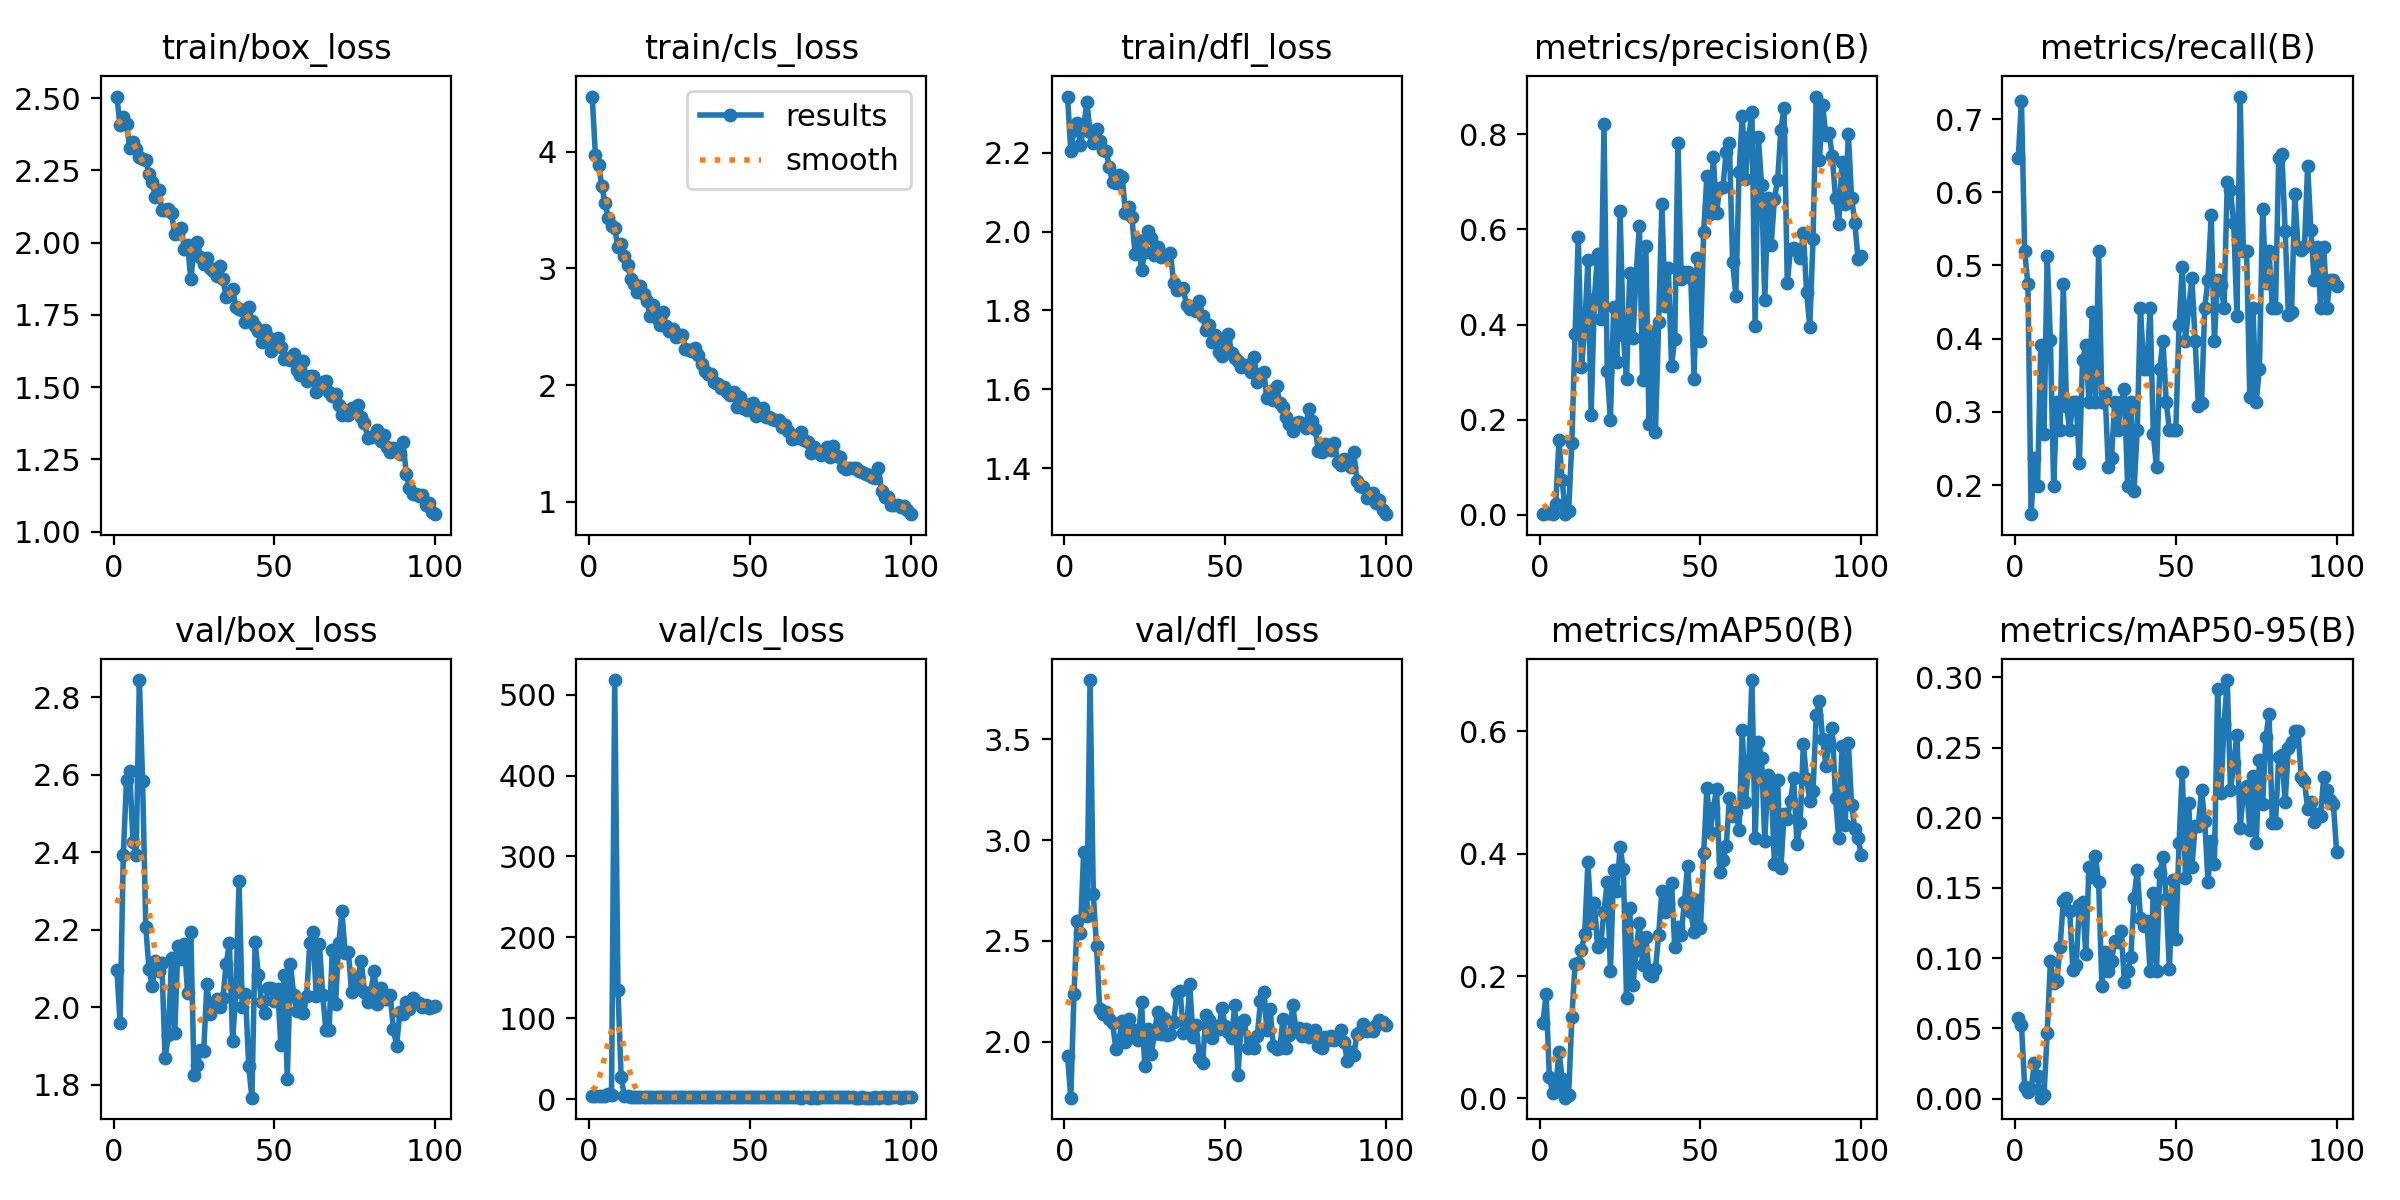 train/box_loss
train/cls_loss
train/dfl_loss
metrics/precision(B)
metrics/recall(B)
2.50
2.25
2.00
1.75
1.50
1.25
1.00
0 50 100
results
smooth
4
3
2
1
0 50 100
2.2
2.0
1.8
1.6
1.4
0 50 100
0.8
0.6
0.4
0.2
0.0
0 50 100
0.7
0.6
0.5
0.4
0.3
0.2
0 50 100
val/box_loss
val/cls_loss
val/dfl_loss
metrics/mAP50(B)
metrics/mAP50-95(B)
2.8
2.6
2.4
2.2
2.0
1.8
0 50 100
500
400
300
200
100
0
0 50 100
3.5
3.0
2.5
2.0
0 50 100
0.6
0.4
0.2
0.0
0 50 100
0.30
0.25
0.20
0.15
0.10
0.05
0.00
0 50 100